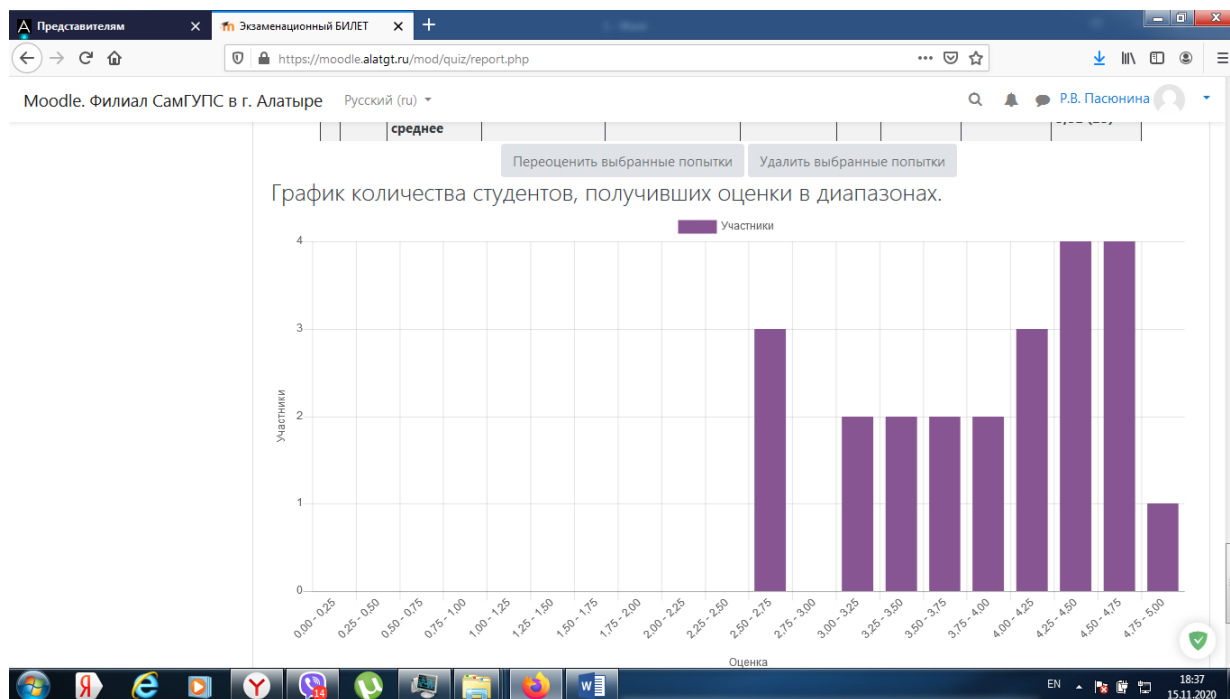 Представителям
Экзаменационный БИЛЕТ
https://moodle.alatgt.ru/mod/quiz/report.php
Moodle. Филиал СамГУПС в г. Алатыре
Русский (ru)
Р.В. Пасюнина
среднее
Переоценить выбранные попытки
Удалить выбранные попытки
График количества студентов, получивших оценки в диапазонах.
Участники
4
3
2
1
0
Участники
0,00 - 0,25
0,25 - 0,50
0,50 - 0,75
0,75 - 1,00
1,00 - 1,25
1,25 - 1,50
1,50 - 1,75
1,75 - 2,00
2,00 - 2,25
2,25 - 2,50
2,50 - 2,75
2,75 - 3,00
3,00 - 3,25
3,25 - 3,50
3,50 - 3,75
3,75 - 4,00
4,00 - 4,25
4,25 - 4,50
4,50 - 4,75
4,75 - 5,00
Оценка
14
EN
18:37
15.11.2020